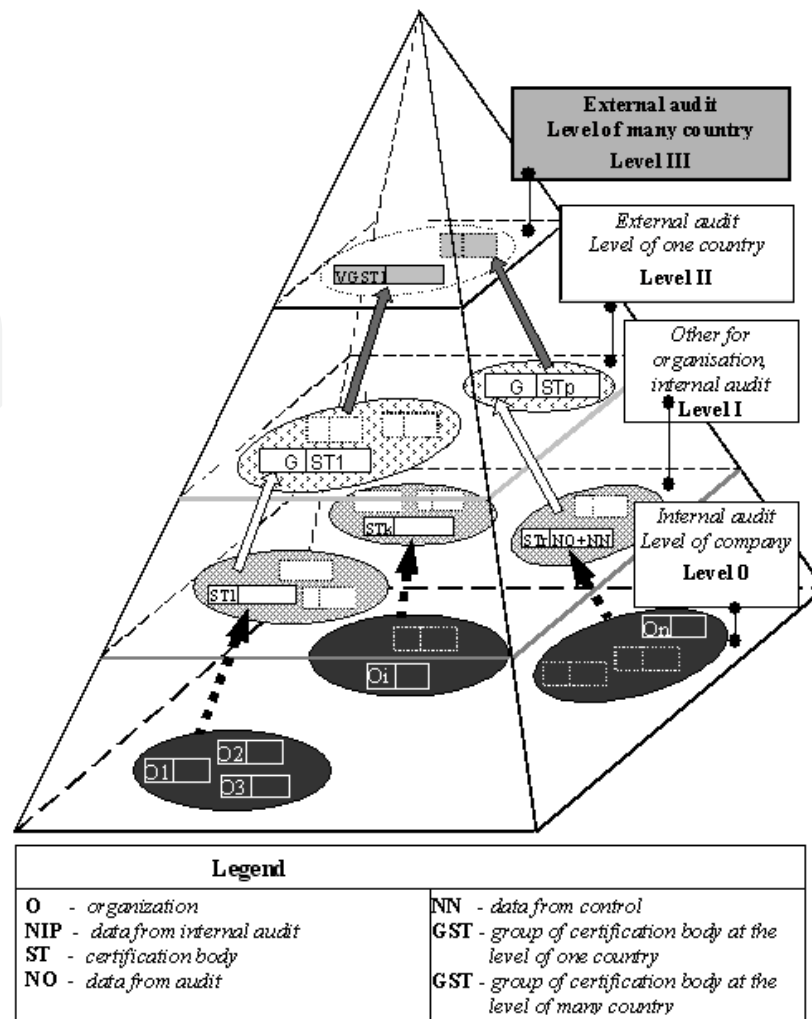 External audit
Level of many country
Level III
External audit
Level of one country
Level II
VGST1
Other for
organisation,
internal audit
Level I
G STp
G ST1
STk
STr NO+NN
Internal audit
Level of company
Level 0
ST1
On
Oi
O2
O1
O3
Legend
O - organization
NIP - data from internal audit
ST - certification body
NO - data from audit
NN - data from control
GST - group of certification body at the
level of one country
GST - group of certification body at the
level of many country